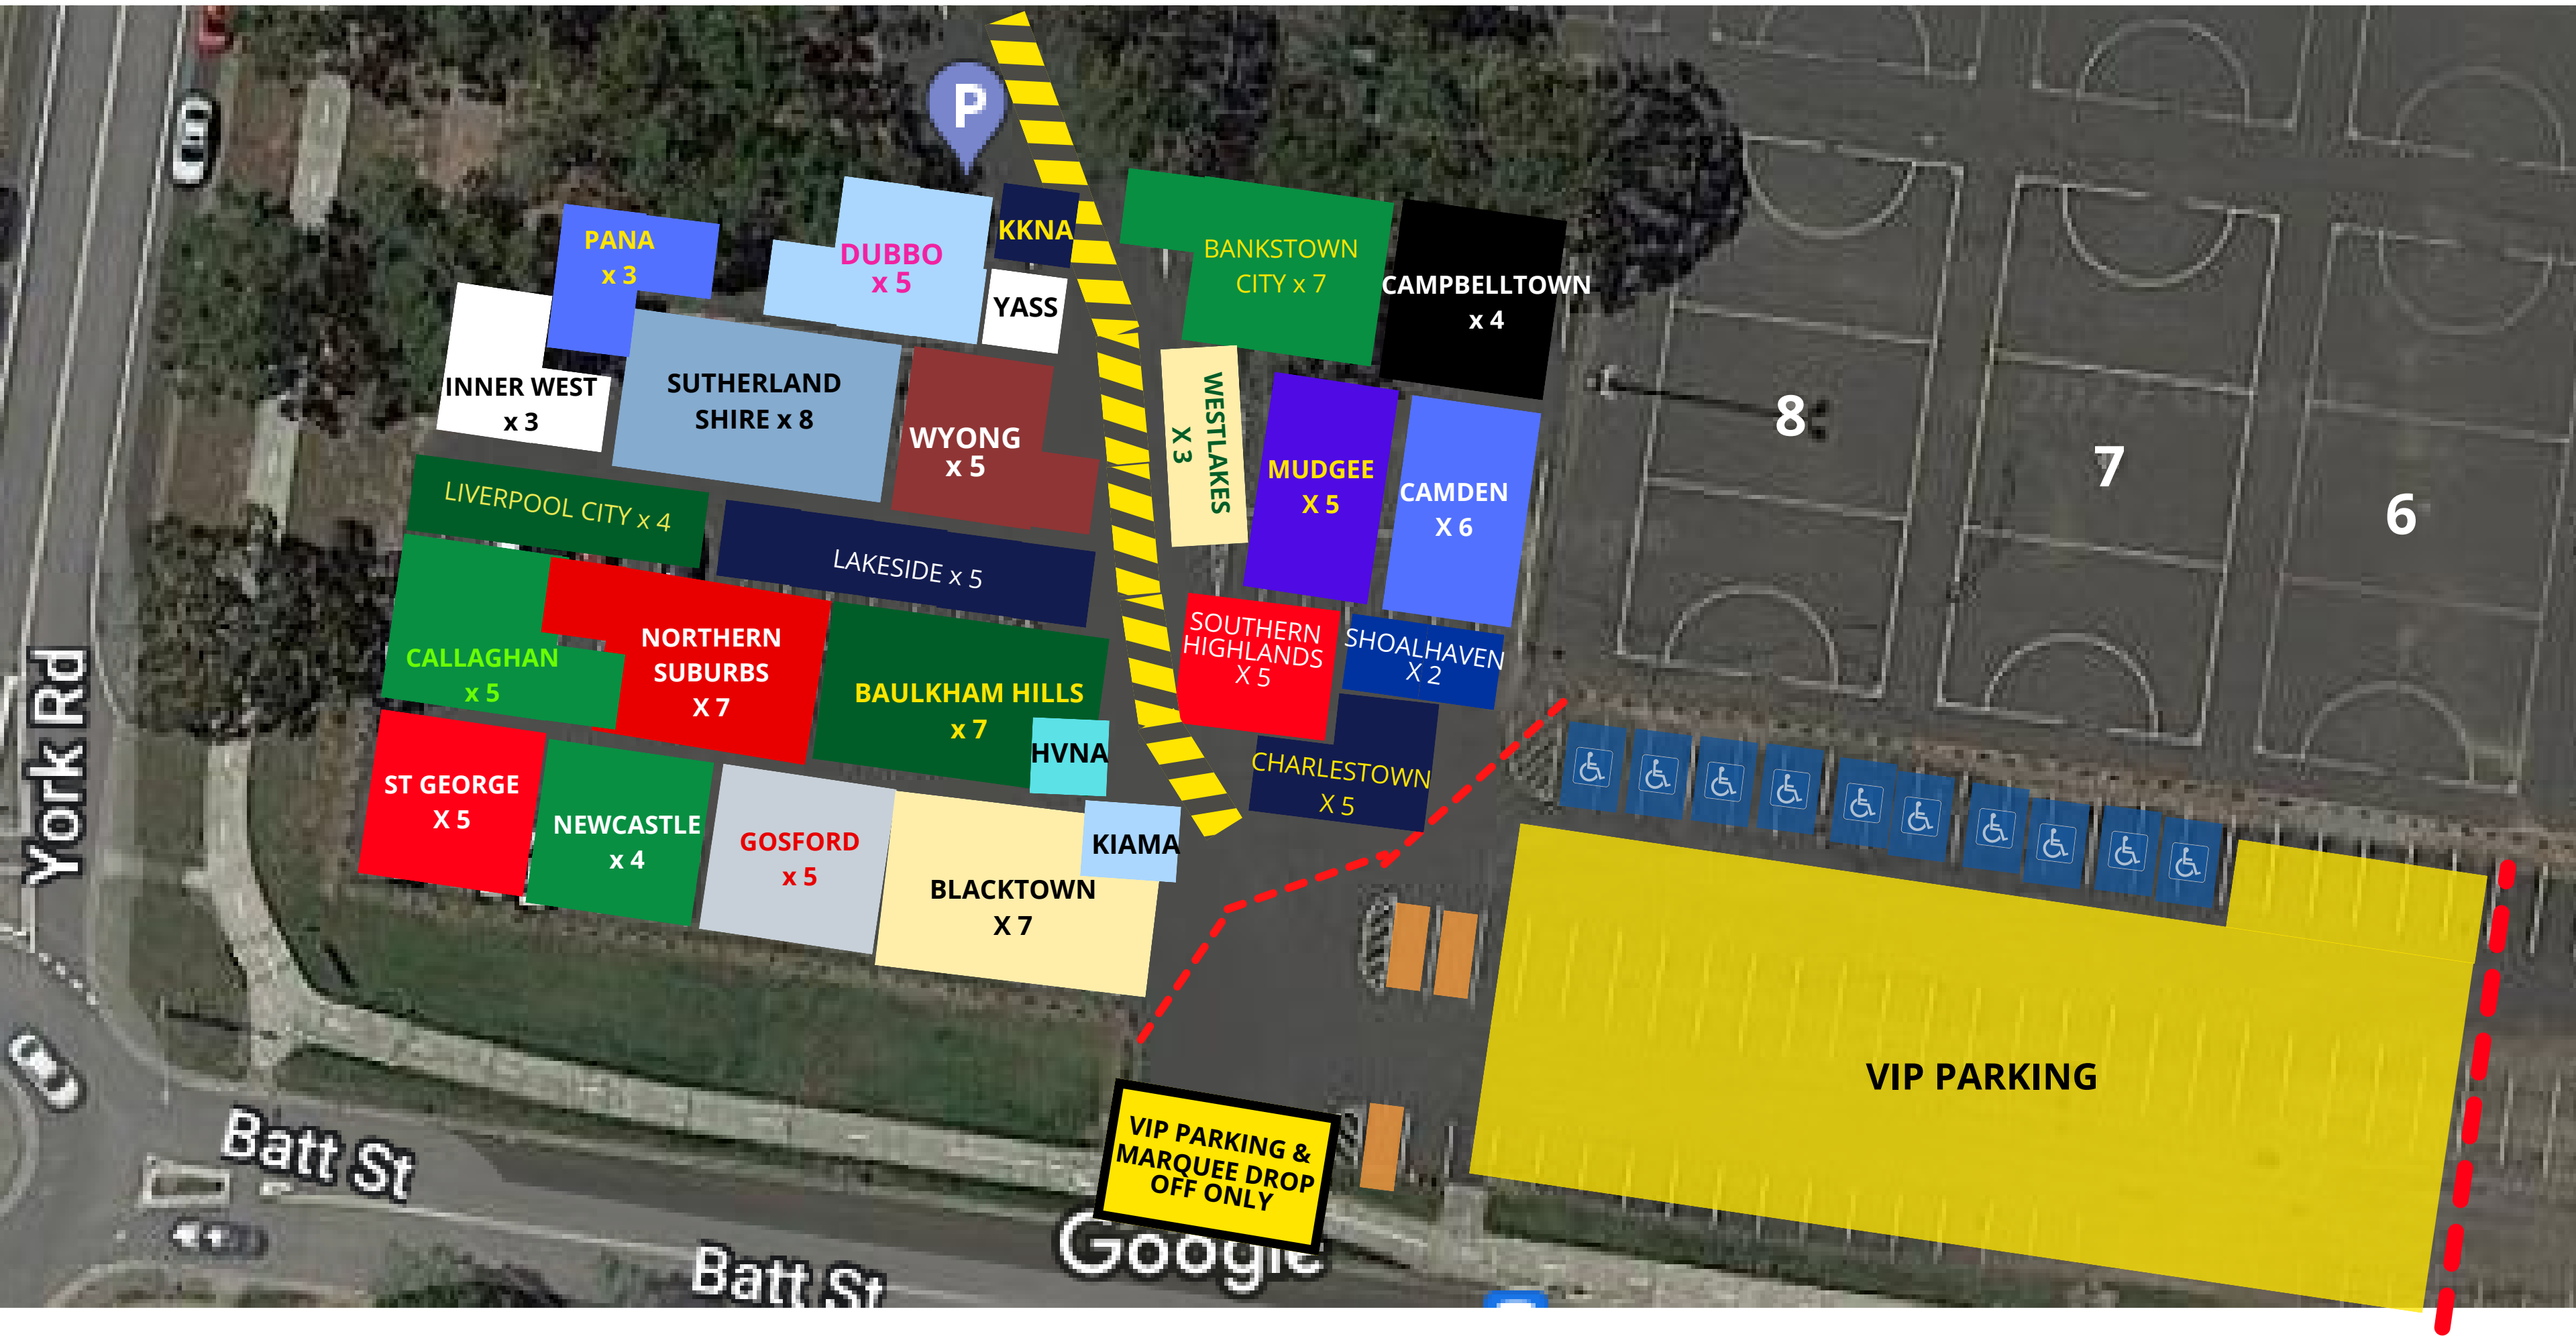 P
PANA
x 3
DUBBO
x 5
KKNA
YASS
BANKSTOWN
CITY x 7
CAMPBELLTOWN
x 4
INNER WEST
x 3
SUTHERLAND
SHIRE x 8
WYONG
x 5
WESTLAKES
X 3
MUDGEE
X 5
CAMDEN
X 6
8
7
6
LIVERPOOL CITY x 4
LAKESIDE x 5
CALLAGHAN
x 5
NORTHERN
SUBURBS
X 7
BAULKHAM HILLS
x 7
HVNA
SOUTHERN
HIGHLANDS
X 5
SHOALHAVEN
X 2
CHARLESTOWN
X 5
ST GEORGE
X 5
NEWCASTLE
x 4
GOSFORD
x 5
BLACKTOWN
X 7
KIAMA
York Rd
VIP PARKING
VIP PARKING &
MARQUEE DROP
OFF ONLY
Batt St
Batt St
Google